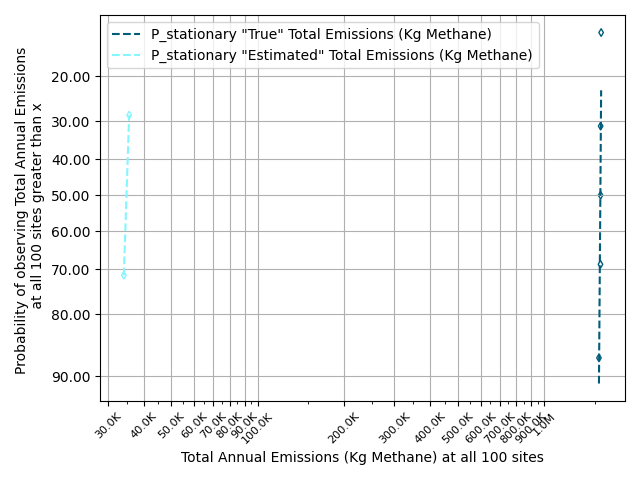 P_stationary "True" Total Emissions (Kg Methane)
P_stationary "Estimated" Total Emissions (Kg Methane)
Probability of observing Total Annual Emissions
at all 100 sites greater than x
20.00
30.00
40.00
50.00
60.00
70.00
80.00
90.00
30.0K
40.0K
50.0K
60.0K
70.0K
80.0K
90.0K
100.0K
200.0K
300.0K
400.0K
500.0K
600.0K
700.0K
800.0K
900.0K
1.0M
Total Annual Emissions (Kg Methane) at all 100 sites